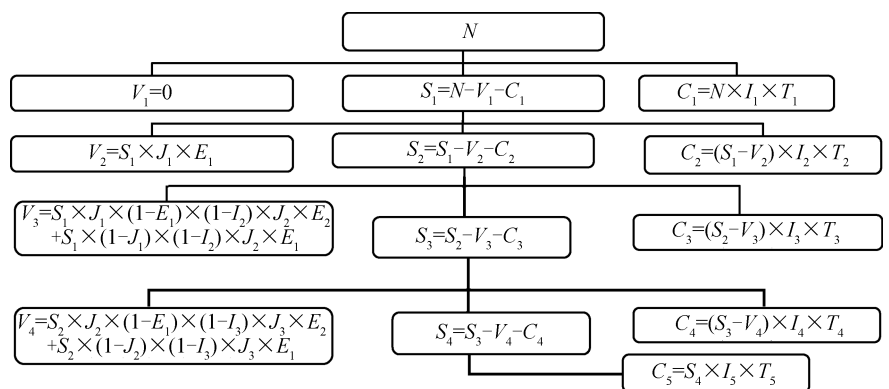 N
V₁=0
S₁=N−V₁−C₁
C₁=N×I₁×T₁
V₂=S₁×J₁×E₁
S₂=S₁−V₂−C₂
C₂=(S₁−V₂)×I₂×T₂
V₃=S₁×J₁×(1−E₁)×(1−I₂)×J₂×E₂
+S₁×(1−J₁)×(1−I₂)×J₂×E₁
S₃=S₂−V₃−C₃
C₃=(S₂−V₃)×I₃×T₃
V₄=S₂×J₂×(1−E₁)×(1−I₃)×J₃×E₂
+S₂×(1−J₂)×(1−I₃)×J₃×E₁
S₄=S₃−V₄−C₄
C₄=(S₃−V₄)×I₄×T₄
C₅=S₄×I₅×T₅